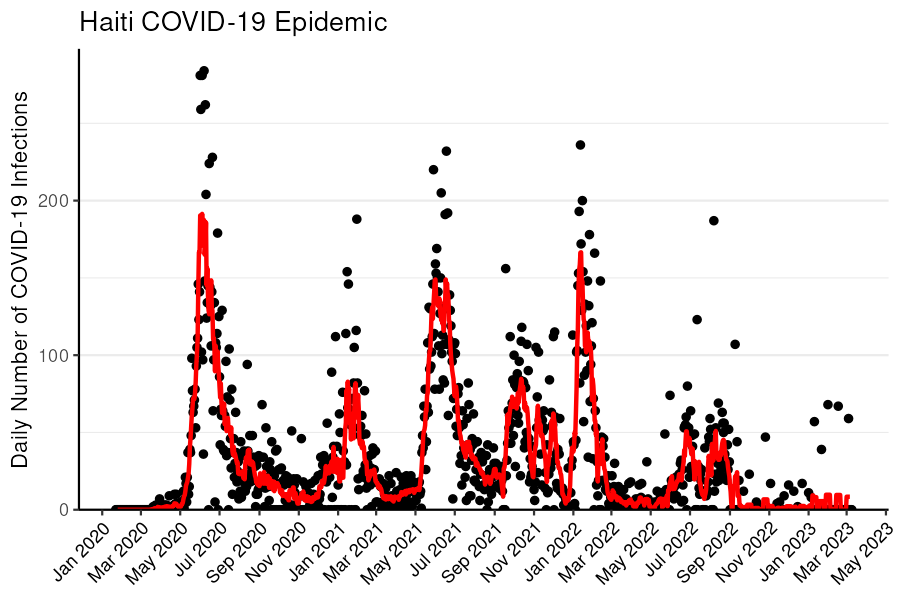 Haiti COVID-19 Epidemic
Daily Number of COVID-19 Infections
200
100
0
Jan 2020
Mar 2020
May 2020
Jul 2020
Sep 2020
Nov 2020
Jan 2021
Mar 2021
May 2021
Jul 2021
Sep 2021
Nov 2021
Jan 2022
Mar 2022
May 2022
Jul 2022
Sep 2022
Nov 2022
Jan 2023
Mar 2023
May 2023